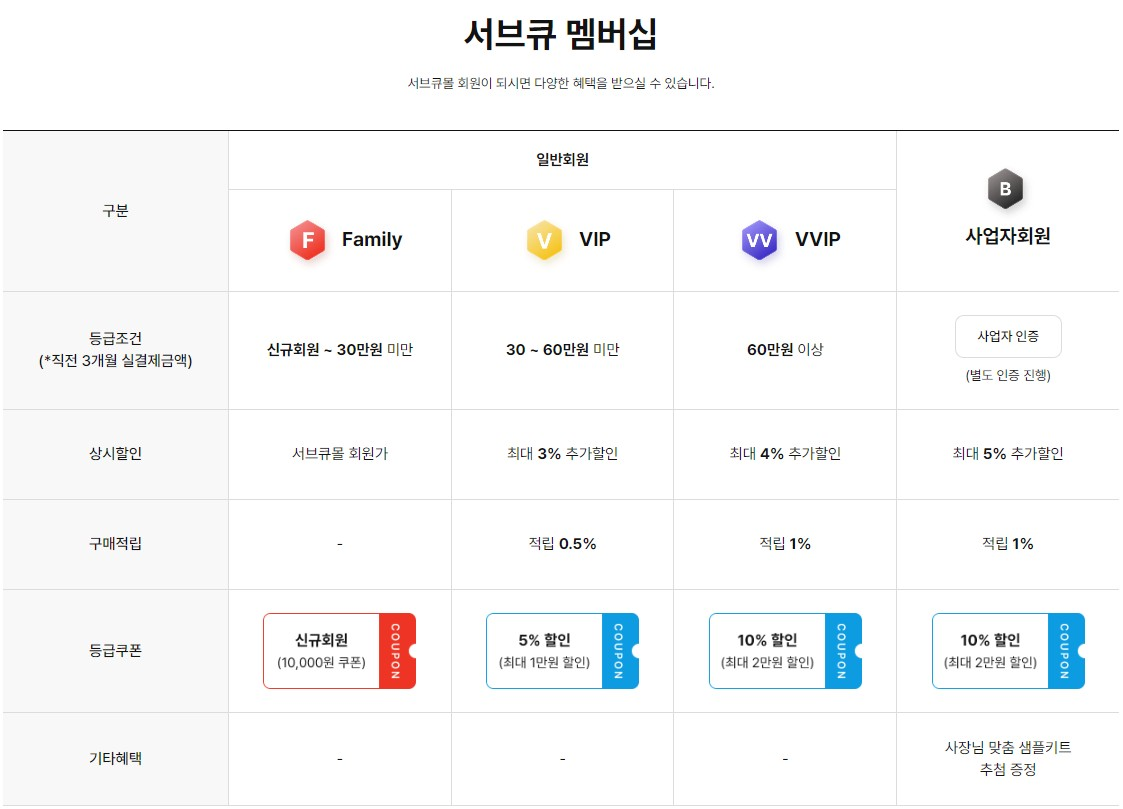 서브큐 멤버십
서브큐몰 회원이 되시면 다양한 혜택을 받으실 수 있습니다.
구분
일반회원
F Family
V VIP
VV VVIP
B
사업자회원
등급조건
(*직전 3개월 실결제금액)
신규회원 ~ 30만원 미만
30 ~ 60만원 미만
60만원 이상
사업자 인증
(별도 인증 진행)
상시할인
서브큐몰 회원가
최대 3% 추가할인
최대 4% 추가할인
최대 5% 추가할인
구매적립
-
적립 0.5%
적립 1%
적립 1%
등급쿠폰
신규회원
(10,000원 쿠폰)
COUPON
5% 할인
(최대 1만원 할인)
COUPON
10% 할인
(최대 2만원 할인)
COUPON
10% 할인
(최대 2만원 할인)
COUPON
기타혜택
-
-
-
사장님 맞춤 샘플키트
추첨 증정